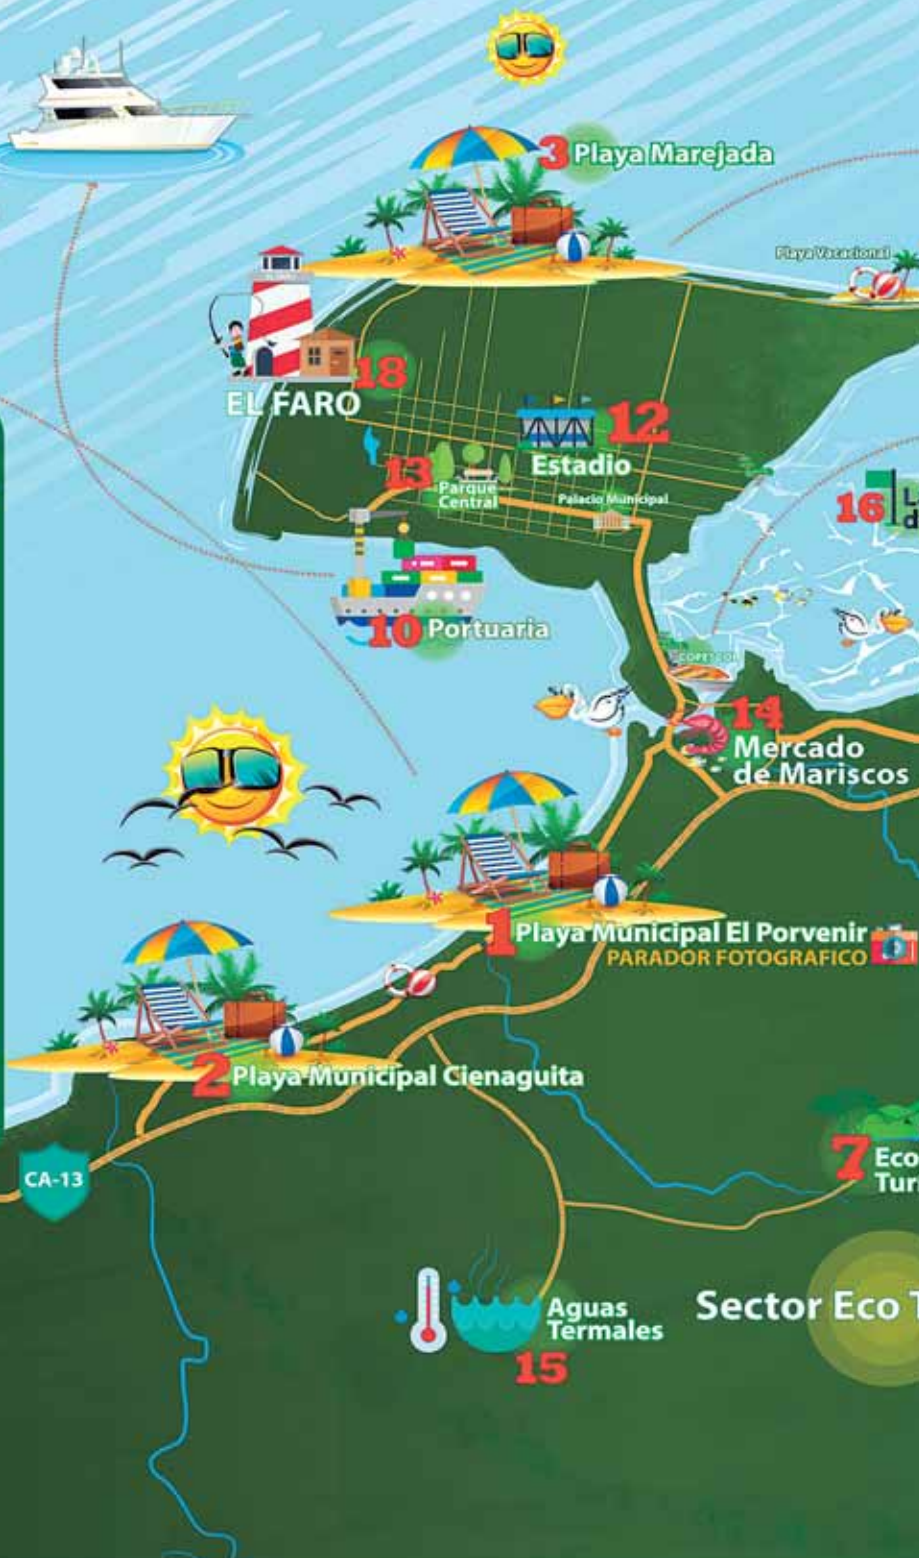 3 Playa Marejada
Playa Vacacional
18
EL FARO
12
Estadio
13
Parque
Central
Palacio Municipal
16
10 Portuaria
14
Mercado
de Mariscos
1 Playa Municipal El Porvenir
PARADOR FOTOGRAFICO
2 Playa Municipal Cienaguita
CA-13
7 Eco
Turi
Aguas
Termales
15
Sector Eco T